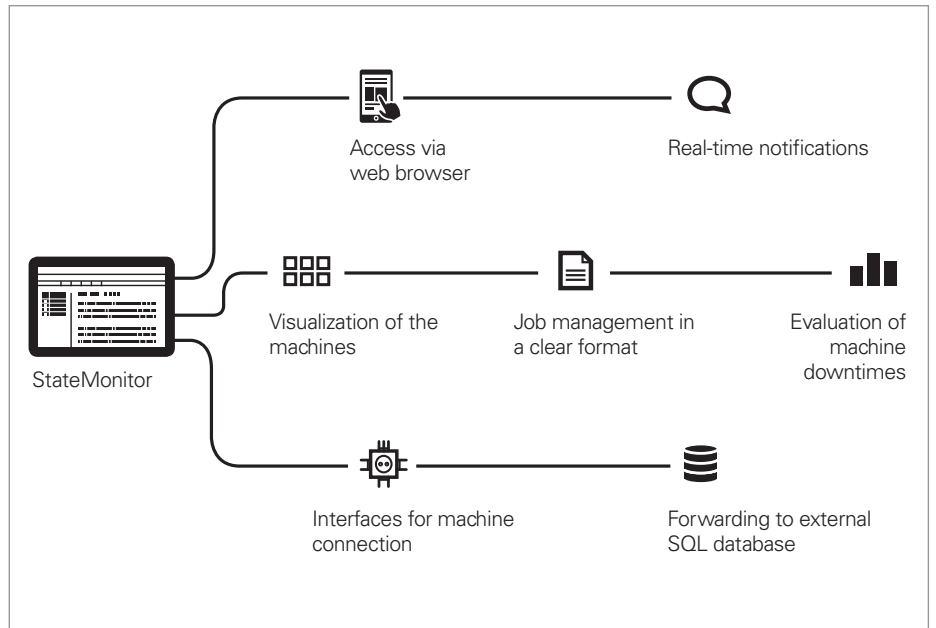 Access via
web browser
Real-time notifications
Visualization of the
machines
Job management in
a clear format
Evaluation of
machine
downtimes
StateMonitor
Interfaces for machine
connection
Forwarding to external
SQL database